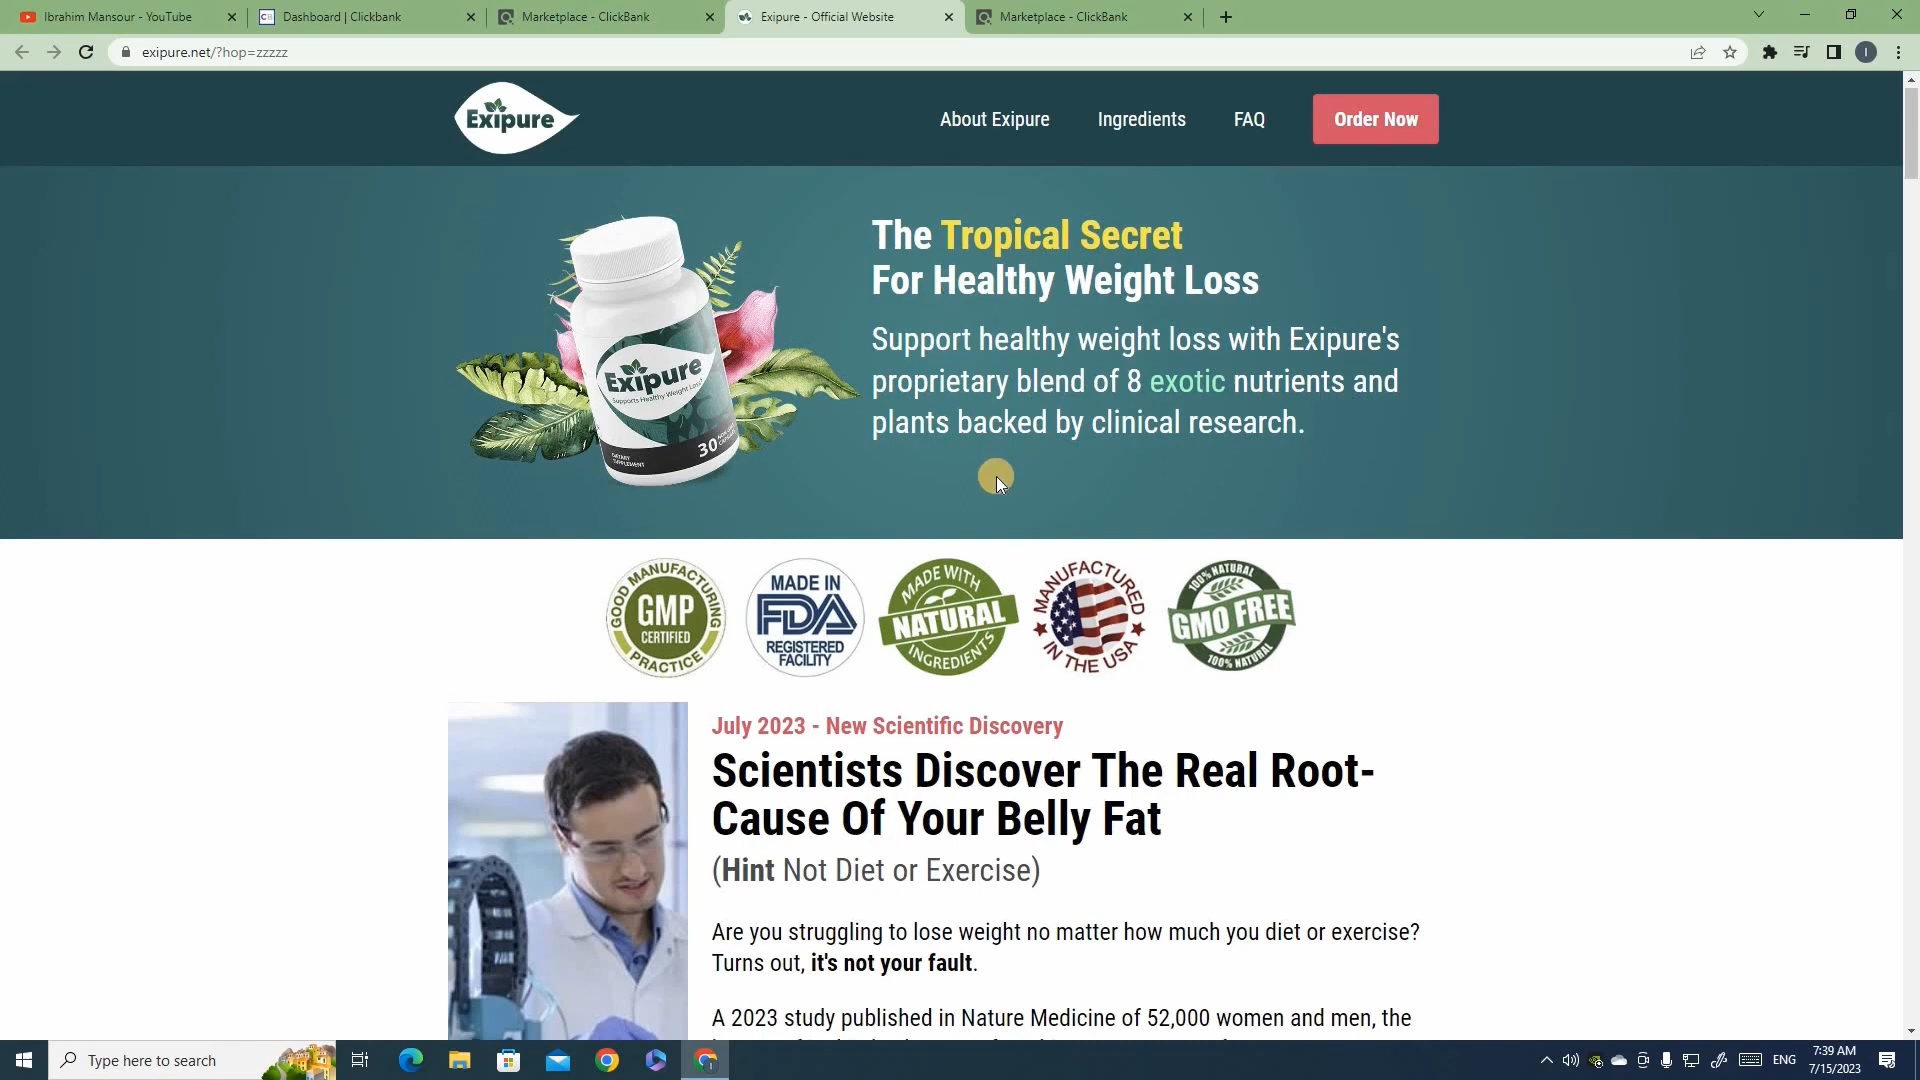 Ibrahim Mansour - YouTube
Dashboard | Clickbank
Marketplace - ClickBank
Exipure - Official Website
Marketplace - ClickBank
exipure.net/?hop=zzzzz
I
Exipure
About Exipure
Ingredients
FAQ
Order Now
The Tropical Secret
For Healthy Weight Loss
Support healthy weight loss with Exipure's
proprietary blend of 8 exotic nutrients and
plants backed by clinical research.
Exipure
Supports Healthy Weight Loss
DIETARY
SUPPLEMENT
30
GOOD MANUFACTURING
GMP
CERTIFIED
PRACTICE
MADE IN
FDA
REGISTERED
FACILITY
MADE WITH
NATURAL
INGREDIENTS
MANUFACTURED
IN THE USA
100% NATURAL
GMO FREE
100% NATURAL
July 2023 - New Scientific Discovery
Scientists Discover The Real Root-
Cause Of Your Belly Fat
(Hint Not Diet or Exercise)
Are you struggling to lose weight no matter how much you diet or exercise?
Turns out, it's not your fault.
A 2023 study published in Nature Medicine of 52,000 women and men, the
Type here to search
ENG
7:39 AM
7/15/2023